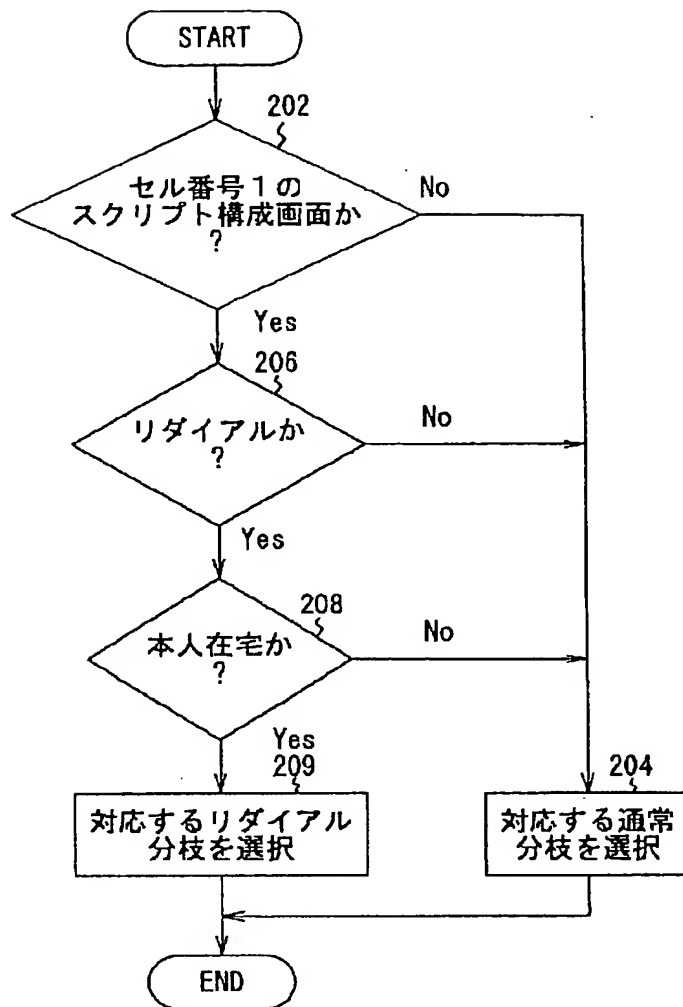 START
202
セル番号1の
スクリプト構成画面か
?
No
Yes
206
リダイアルか
?
No
Yes
208
本人在宅か
?
No
Yes
209
対応するリダイアル
分枝を選択
204
対応する通常
分枝を選択
END